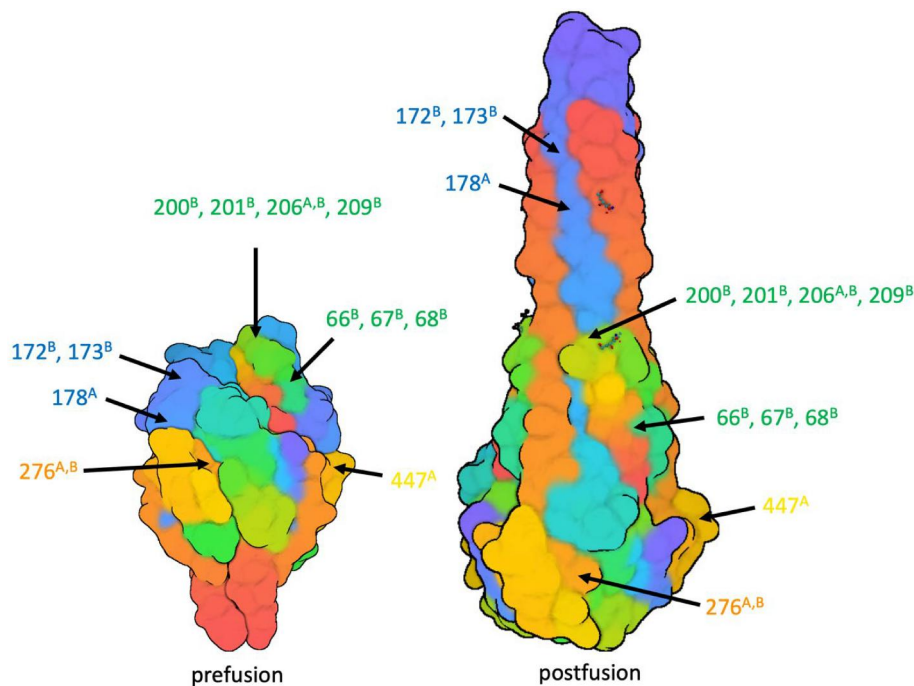 172ᴮ, 173ᴮ
178ᴬ
200ᴮ, 201ᴮ, 206ᴬ,ᴮ, 209ᴮ
66ᴮ, 67ᴮ, 68ᴮ
172ᴮ, 173ᴮ
178ᴬ
276ᴬ,ᴮ
447ᴬ
prefusion
200ᴮ, 201ᴮ, 206ᴬ,ᴮ, 209ᴮ
66ᴮ, 67ᴮ, 68ᴮ
447ᴬ
276ᴬ,ᴮ
postfusion